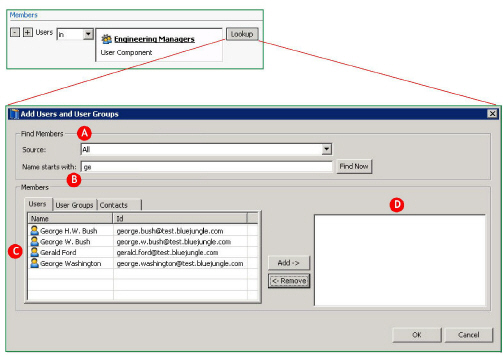 Members
- + Users in Engineering Managers Lookup
User Component
Add Users and User Groups
Find Members
A
Source: All
Name starts with: ge Find Now
B
Members
D
Users User Groups Contacts
Name Id
George H.W. Bush george.bush@test.bluejungle.com
George W. Bush george.w.bush@test.bluejungle.com
C
Gerald Ford gerald.ford@test.bluejungle.com
George Washington george.washington@test.bluejungle.com
Add ->
<- Remove
OK Cancel